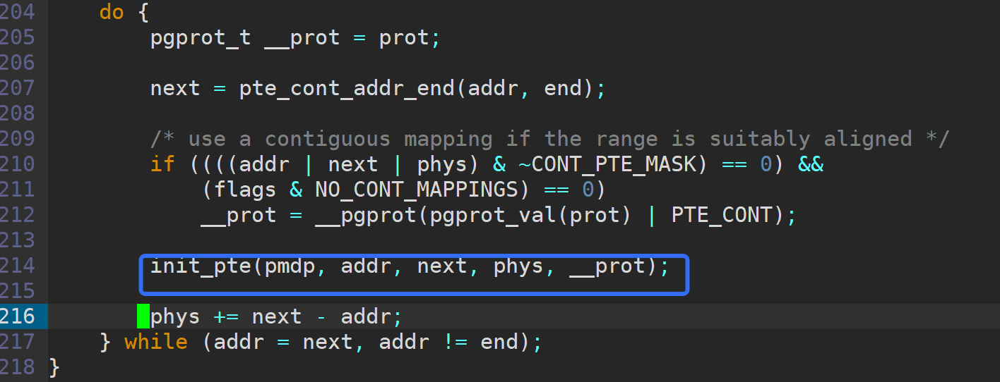 204 do {
205 pgprot_t __prot = prot;
206
207 next = pte_cont_addr_end(addr, end);
208
209 /* use a contiguous mapping if the range is suitably aligned */
210 if ((((addr | next | phys) & ~CONT_PTE_MASK) == 0) &&
211 (flags & NO_CONT_MAPPINGS) == 0)
212 __prot = __pgprot(pgprot_val(prot) | PTE_CONT);
213
214 init_pte(pmdp, addr, next, phys, __prot);
215
216 phys += next - addr;
217 } while (addr = next, addr != end);
218 }